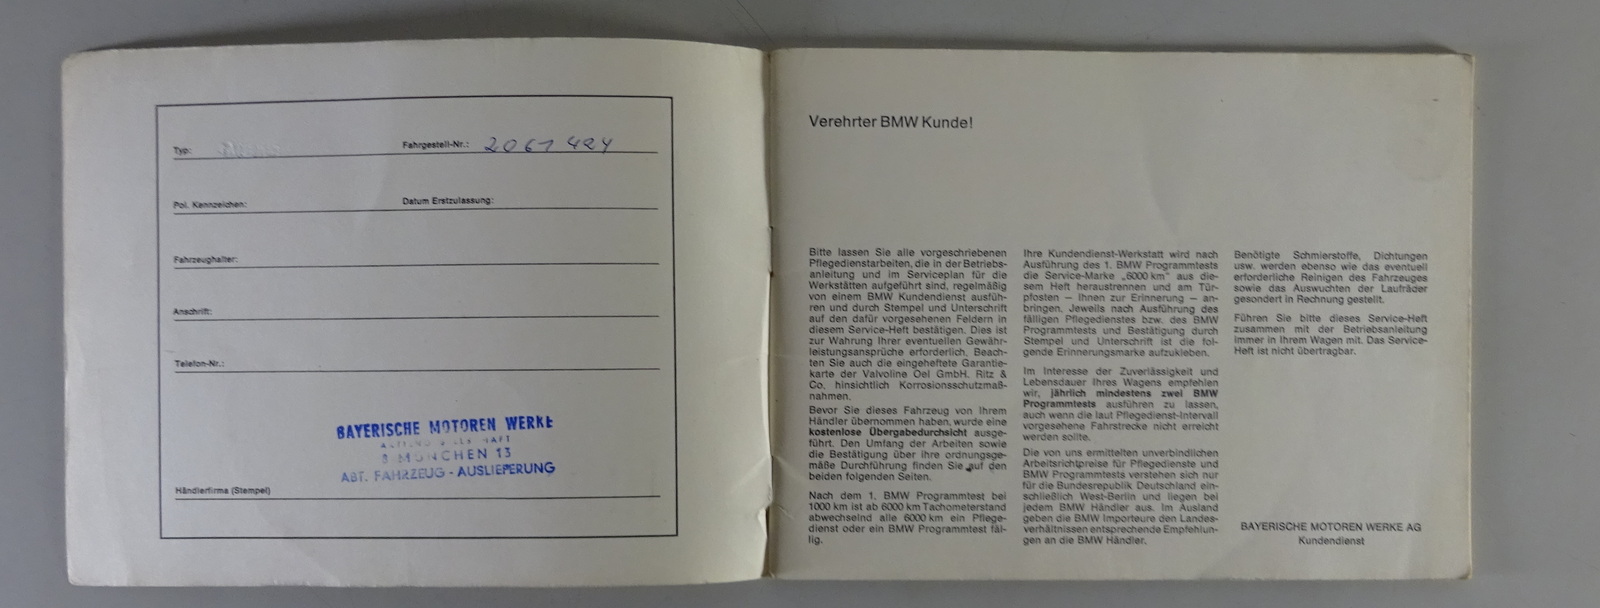 Typ: Fahrgestell-Nr.: 2061 424
Pol. Kennzeichen: Datum Erstzulassung:
Fahrzeughalter:
Anschrift:
Telefon-Nr.:
BAYERISCHE MOTOREN WERKE
8 MÜNCHEN 13
ABT. FAHRZEUG - AUSLIEFERUNG
Händlerfirma (Stempel)
Verehrter BMW Kunde!
Bitte lassen Sie alle vorgeschriebenen
Pflegedienstarbeiten, die in der Betriebs-
anleitung und im Serviceplan für die
Werkstätten aufgeführt sind, regelmäßig
von einem BMW Kundendienst ausfüh-
ren und durch Stempel und Unterschrift
auf den dafür vorgesehenen Feldern in
diesem Service-Heft bestätigen. Dies ist
zur Wahrung Ihrer eventuellen Gewähr-
leistungsansprüche erforderlich. Beach-
ten Sie auch die eingeheftete Garantie-
karte der Valvoline Oel GmbH. Ritz &
Co. hinsichtlich Korrosionsschutzmaß-
nahmen.
Bevor Sie dieses Fahrzeug von Ihrem
Händler übernommen haben, wurde eine
kostenlose Übergabedurchsicht ausge-
führt. Den Umfang der Arbeiten sowie
die Bestätigung über ihre ordnungsge-
mäße Durchführung finden Sie auf den
beiden folgenden Seiten.
Nach dem 1. BMW Programmtest bei
1000 km ist ab 6000 km Tachometerstand
abwechselnd alle 6000 km ein Pflege-
dienst oder ein BMW Programmtest fäl-
lig.
Ihre Kundendienst-Werkstatt wird nach
Ausführung des 1. BMW Programmtests
die Service-Marke „6000 km" aus die-
sem Heft heraustrennen und am Tür-
pfosten – Ihnen zur Erinnerung – an-
bringen. Jeweils nach Ausführung des
fälligen Pflegedienstes bzw. des BMW
Programmtests und Bestätigung durch
Stempel und Unterschrift ist die fol-
gende Erinnerungsmarke aufzukleben.
Im Interesse der Zuverlässigkeit und
Lebensdauer Ihres Wagens empfehlen
wir, jährlich mindestens zwei BMW
Programmtests ausführen zu lassen,
auch wenn die laut Pflegedienst-Intervall
vorgesehene Fahrstrecke nicht erreicht
werden sollte.
Die von uns ermittelten unverbindlichen
Arbeitsrichtpreise für Pflegedienste und
BMW Programmtests verstehen sich nur
für die Bundesrepublik Deutschland ein-
schließlich West-Berlin und liegen bei
jedem BMW Händler aus. Im Ausland
geben die BMW Importeure den Landes-
verhältnissen entsprechende Empfehlun-
gen an die BMW Händler.
Benötigte Schmierstoffe, Dichtungen
usw. werden ebenso wie das eventuell
erforderliche Reinigen des Fahrzeuges
sowie das Auswuchten der Laufräder
gesondert in Rechnung gestellt.
Führen Sie bitte dieses Service-Heft
zusammen mit der Betriebsanleitung
immer in Ihrem Wagen mit. Das Service-
Heft ist nicht übertragbar.
BAYERISCHE MOTOREN WERKE AG
Kundendienst